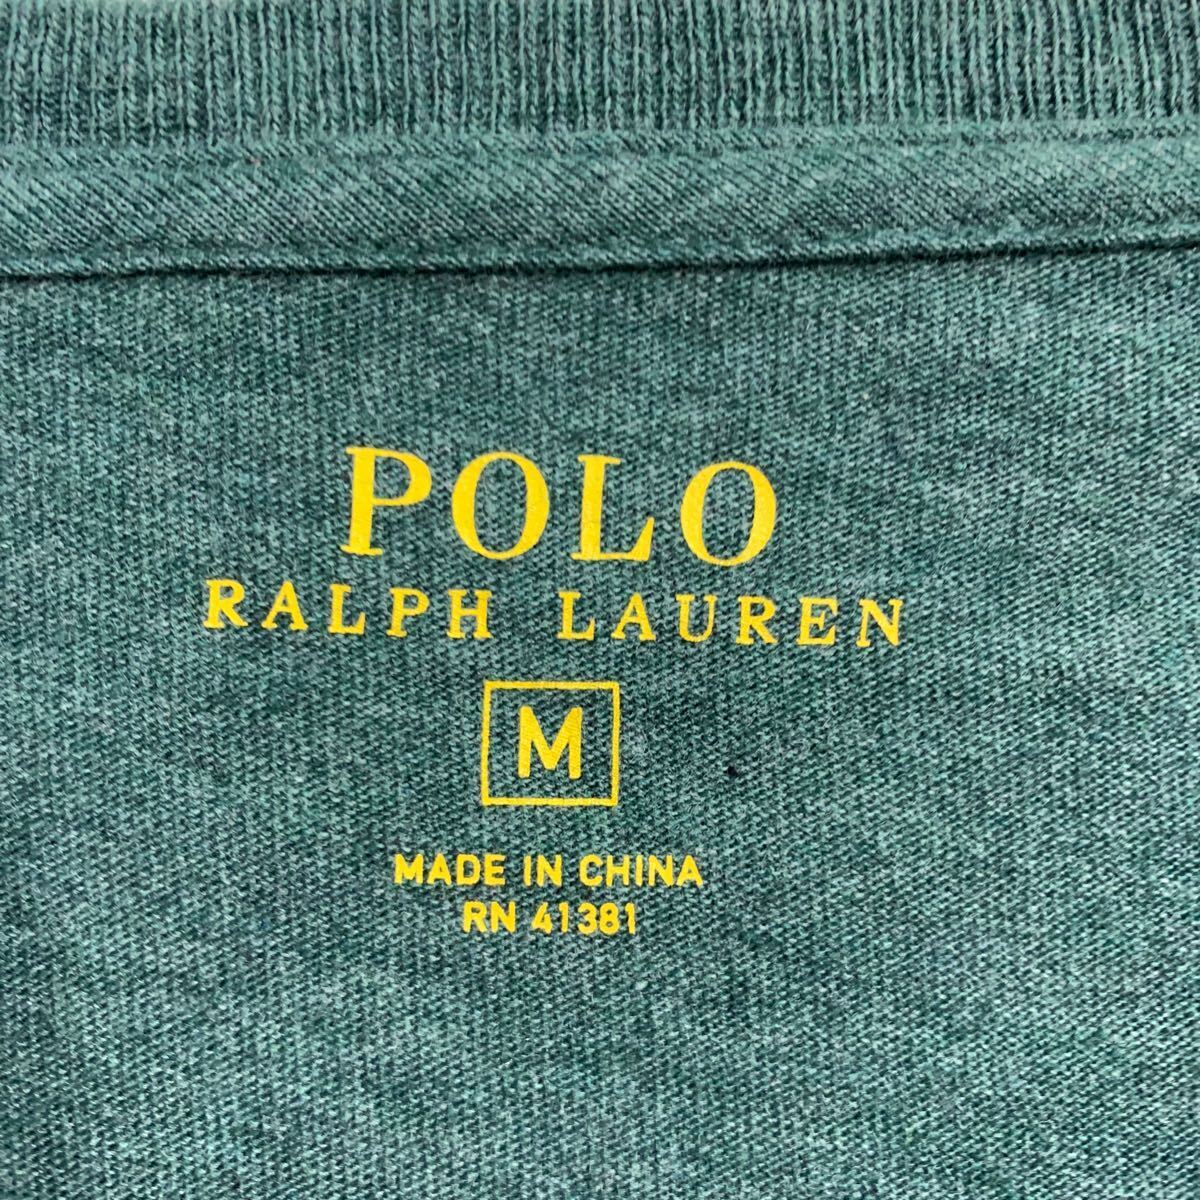 POLO
RALPH LAUREN
M
MADE IN CHINA
RN 41381